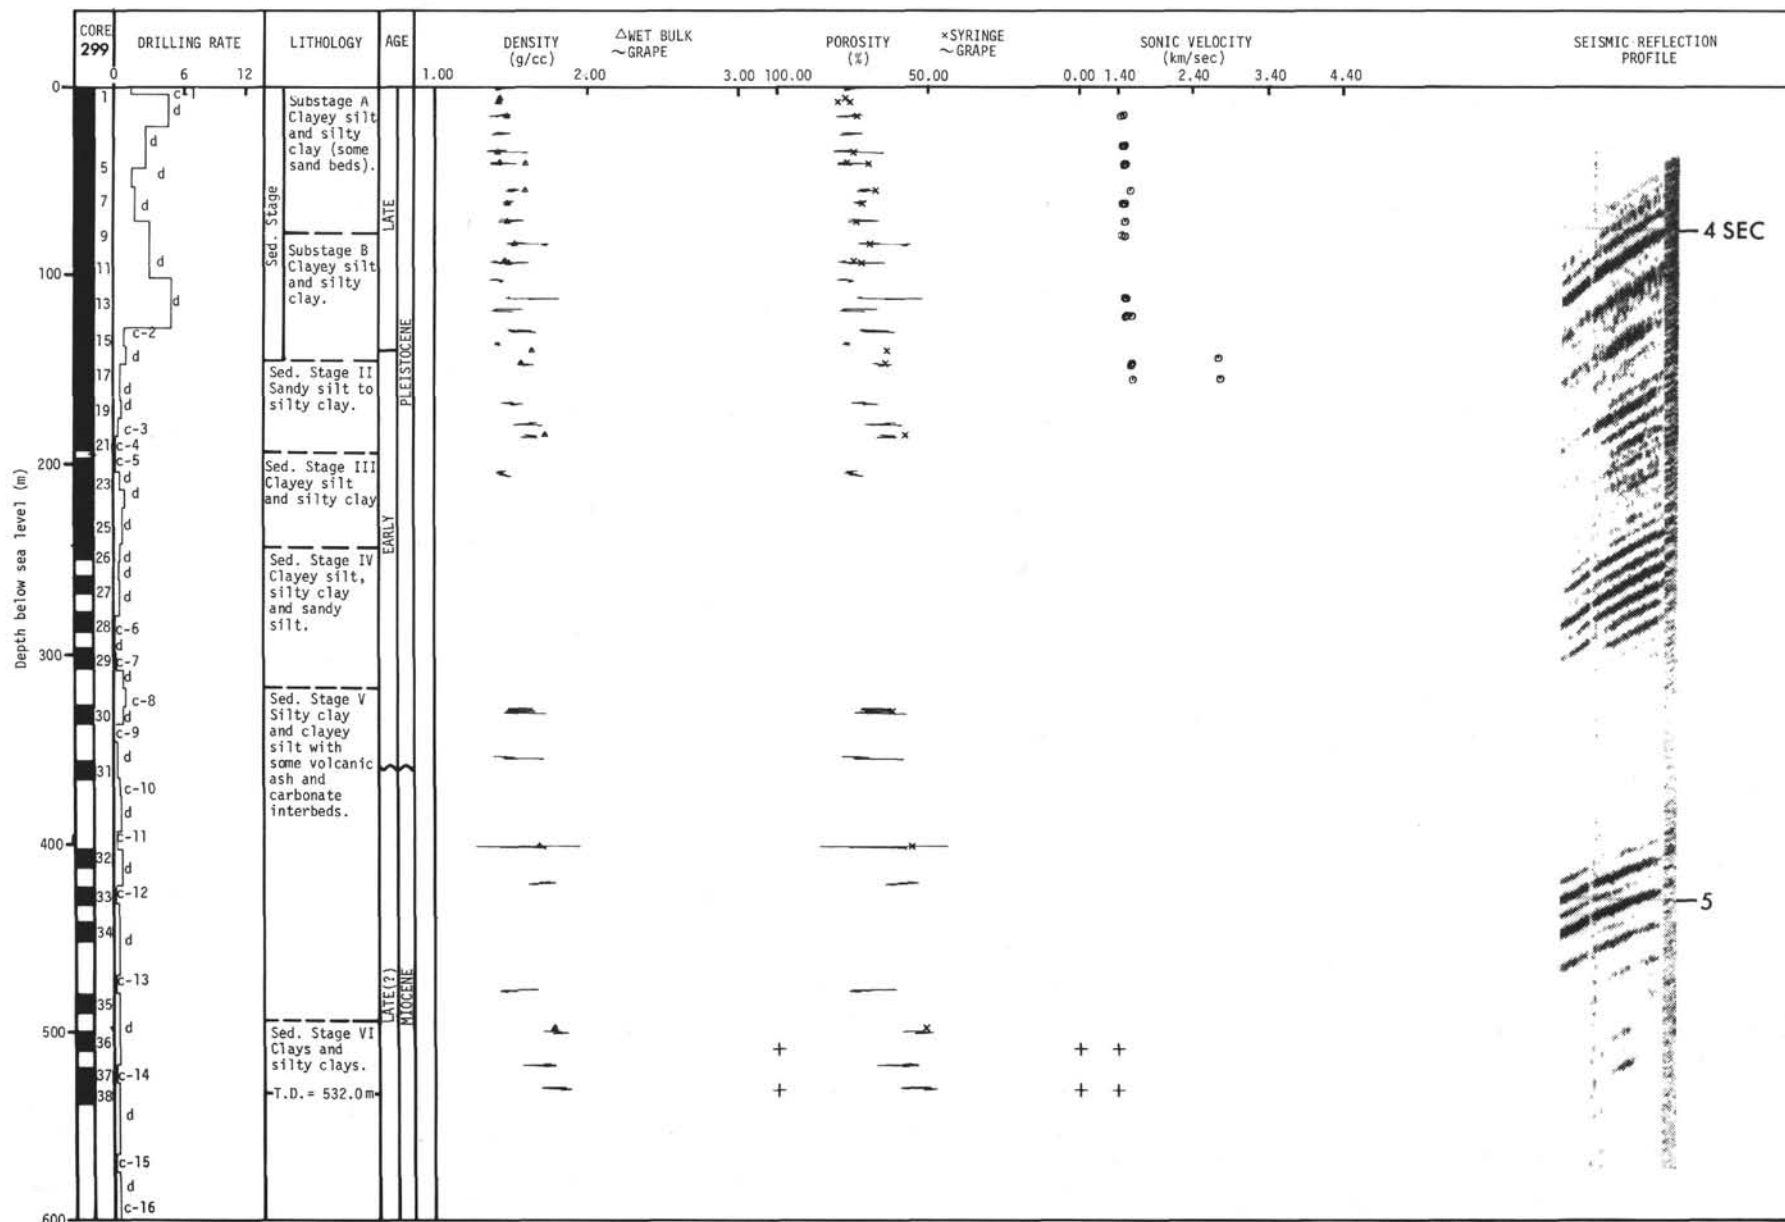 CORE
299
DRILLING RATE
LITHOLOGY
AGE
DENSITY
(g/cc)
△WET BULK
~GRAPE
POROSITY
(%)
×SYRINGE
~GRAPE
SONIC VELOCITY
(km/sec)
SEISMIC REFLECTION
PROFILE
0 6 12
1.00 2.00 3.00
100.00 50.00 0.00
1.40 2.40 3.40 4.40
Depth below sea level (m)
0
100
200
300
400
500
600
1
5
7
9
11
13
15
17
19
21
23
25
26
27
28
29
30
31
32
33
34
35
36
37
38
c-1
d
d
d
d
d
d
c-2
d
d
d
c-3
c-4
c-5
d
d
d
d
d
d
c-6
d
c-7
d
c-8
d
c-9
d
c-10
d
c-11
d
c-12
d
c-13
d
c-14
d
c-15
d
c-16
Sed. Stage
Substage A
Clayey silt
and silty
clay (some
sand beds).
Substage B
Clayey silt
and silty
clay.
Sed. Stage II
Sandy silt to
silty clay.
Sed. Stage III
Clayey silt
and silty clay
Sed. Stage IV
Clayey silt,
silty clay
and sandy
silt.
Sed. Stage V
Silty clay
and clayey
silt with
some volcanic
ash and
carbonate
interbeds.
Sed. Stage VI
Clays and
silty clays.
T.D. = 532.0 m
LATE
EARLY
PLEISTOCENE
LATE(?)
MIOCENE
4 SEC
5